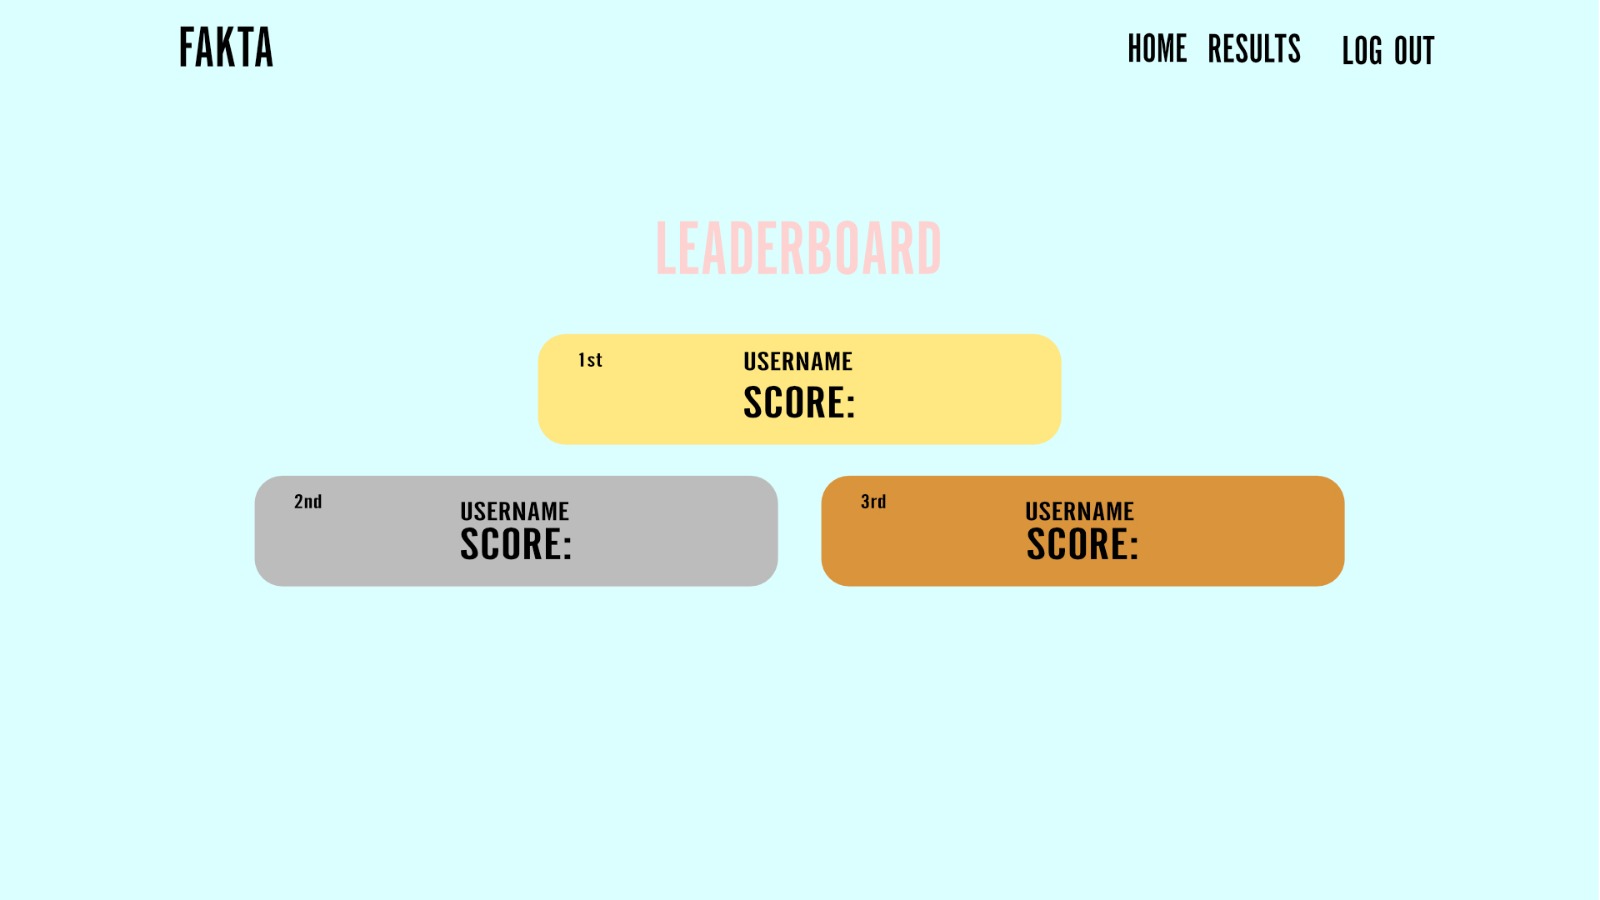 FAKTA
HOME RESULTS LOG OUT
LEADERBOARD
1st
USERNAME
SCORE:
2nd
USERNAME
SCORE:
3rd
USERNAME
SCORE: